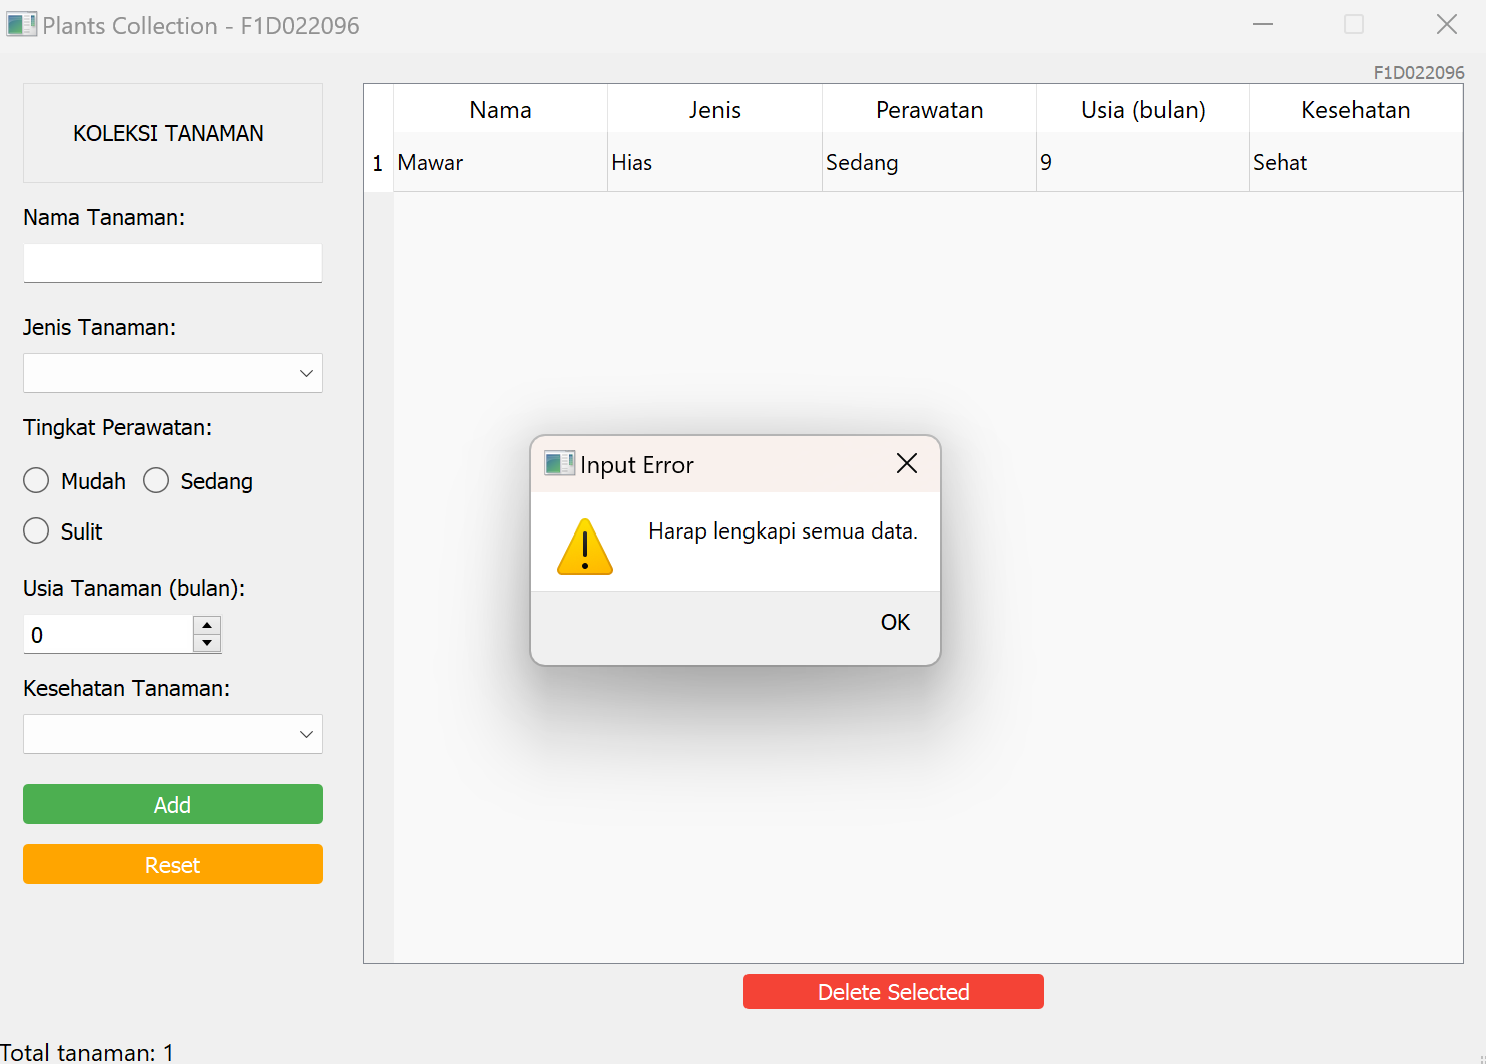 Plants Collection - F1D022096
F1D022096
KOLEKSI TANAMAN
Nama Tanaman:
Jenis Tanaman:
Tingkat Perawatan:
Mudah Sedang
Sulit
Usia Tanaman (bulan):
0
Kesehatan Tanaman:
Add
Reset
Nama Jenis Perawatan Usia (bulan) Kesehatan
1 Mawar Hias Sedang 9 Sehat
Input Error
Harap lengkapi semua data.
OK
Delete Selected
Total tanaman: 1